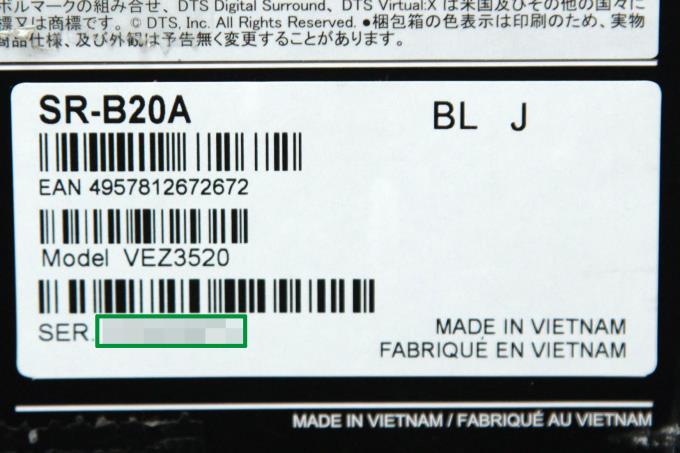 ボルマークの組み合せ、DTS Digital Surround、DTS Virtual:X は米国及びその他の国々に
標又は商標です。© DTS, Inc. All Rights Reserved. ●梱包箱の色表示は印刷のため、実物
商品仕様、及び外観は予告無く変更することがあります。
SR-B20A
BL J
EAN 4957812672672
Model VEZ3520
SER.
MADE IN VIETNAM
FABRIQUÉ EN VIETNAM
MADE IN VIETNAM / FABRIQUÉ AU VIETNAM